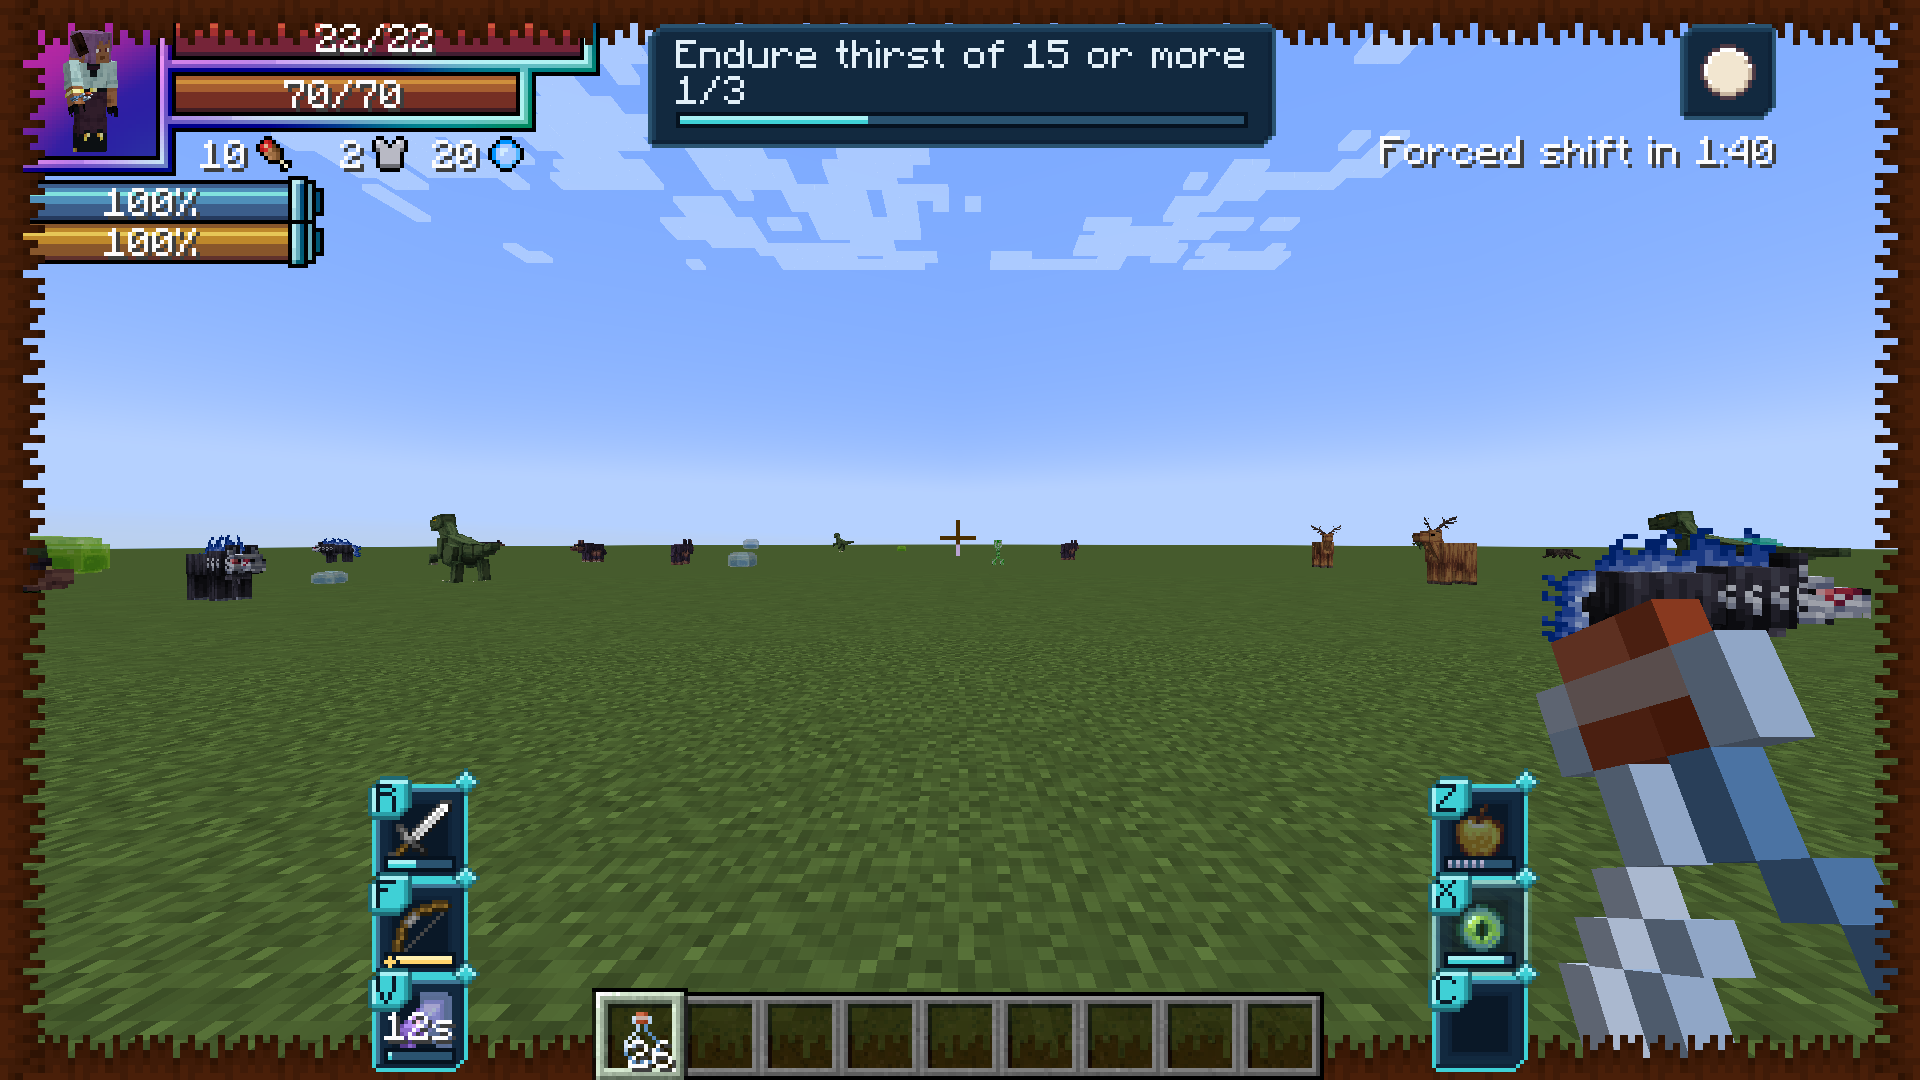 22/22
70/70
10 2 20
100%
100%
Endure thirst of 15 or more
1/3
Forced shift in 1:40
R
F
V
12s
Z
X
C
26